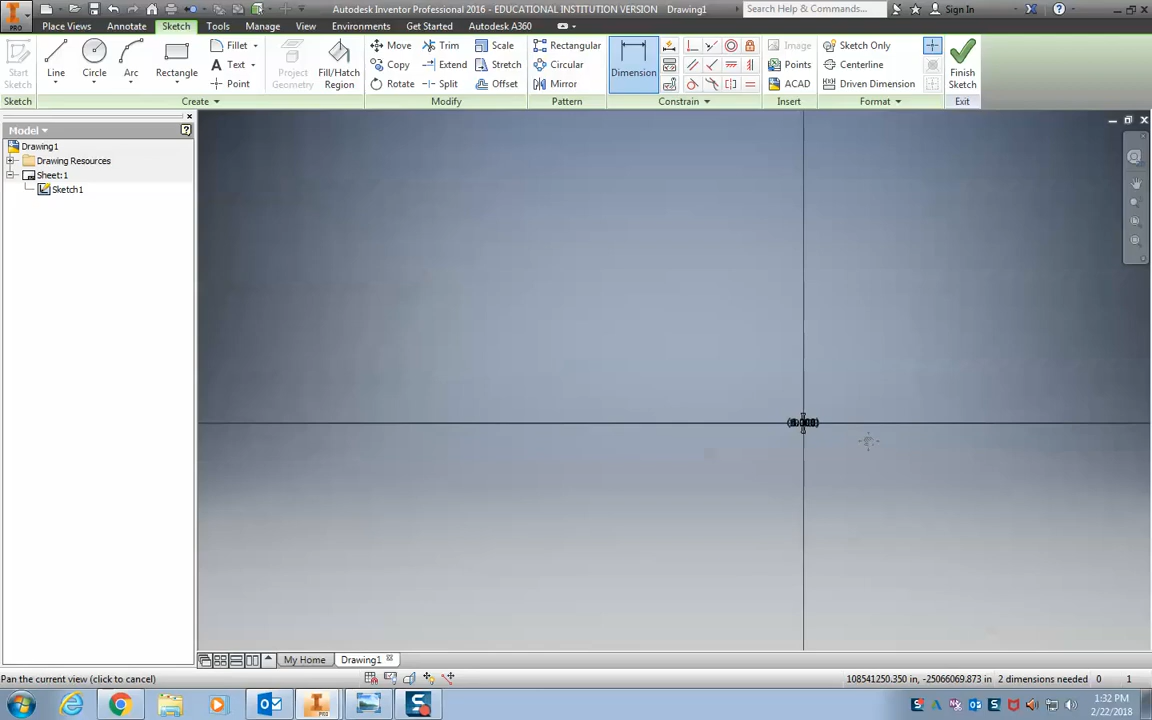 Autodesk Inventor Professional 2016 - EDUCATIONAL INSTITUTION VERSION Drawing1
Search Help & Commands...
Sign In
PRO
Place Views Annotate Sketch Tools Manage View Environments Get Started Autodesk A360
Start Sketch
Line
Circle
Arc
Rectangle
Fillet
Text
Point
Project Geometry
Fill/Hatch Region
Move
Copy
Rotate
Trim
Extend
Split
Scale
Stretch
Offset
Rectangular
Circular
Mirror
Dimension
Image
Points
ACAD
Sketch Only
Centerline
Driven Dimension
Finish Sketch
Sketch Create Modify Pattern Constrain Insert Format Exit
Model
Drawing1
Drawing Resources
Sheet:1
Sketch1
My Home Drawing1
Pan the current view (click to cancel)
108541250.350 in, -25066069.873 in 2 dimensions needed 0 1
PRO
1:32 PM
2/22/2018